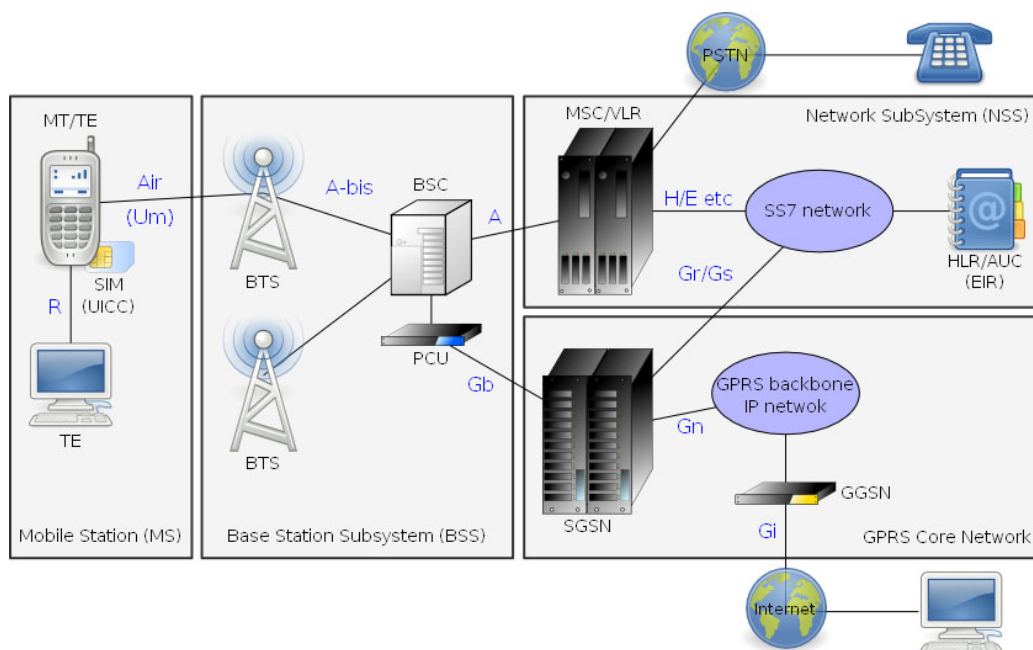 PSTN
MT/TE
Air
(Um)
SIM
(UICC)
R
TE
Mobile Station (MS)
A-bis
BTS
BTS
BSC
PCU
Gb
Base Station Subsystem (BSS)
A
MSC/VLR
Network SubSystem (NSS)
H/E etc
SS7 network
Gr/Gs
HLR/AUC
(EIR)
SGSN
Gn
GPRS backbone
IP netwok
GGSN
Gi
GPRS Core Network
Internet